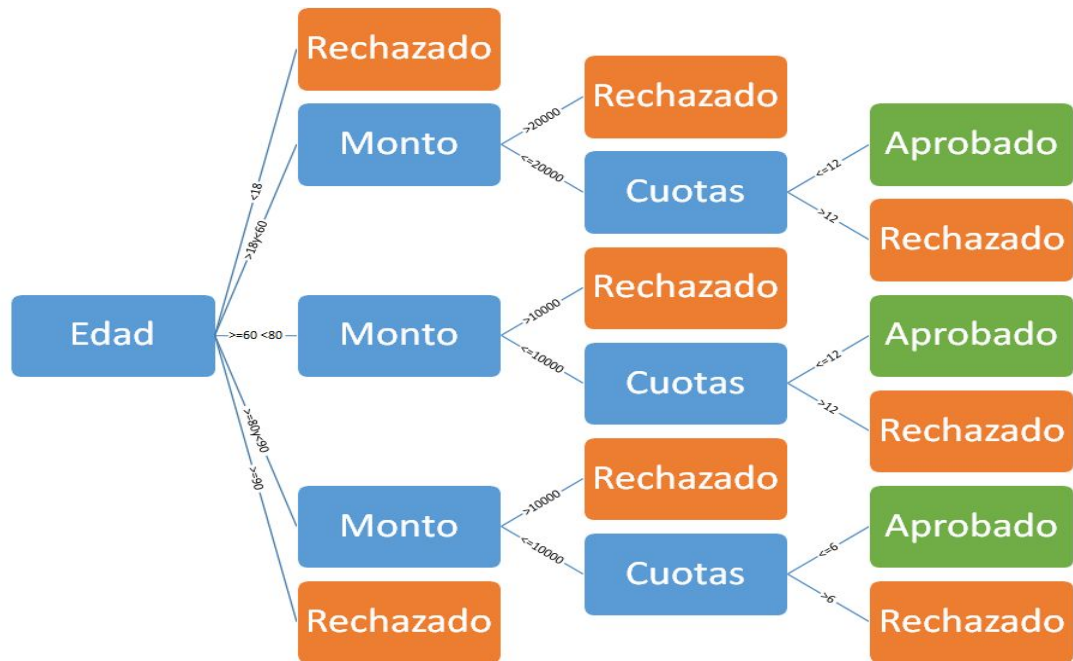 Rechazado
Monto
Rechazado
>20000
<=20000
Cuotas
Aprobado
<=12
>12
Rechazado
<18
>18y<60
Edad
>=60 <80
Monto
Rechazado
>10000
<=10000
Cuotas
Aprobado
<=12
>12
Rechazado
>=80y<90
>=90
Monto
Rechazado
>10000
<=10000
Cuotas
Aprobado
<=6
>6
Rechazado
Rechazado